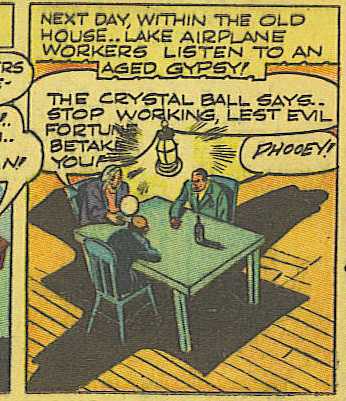 NEXT DAY, WITHIN THE OLD
HOUSE.. LAKE AIRPLANE
WORKERS LISTEN TO AN
AGED GYPSY!
THE CRYSTAL BALL SAYS..
STOP WORKING, LEST EVIL
FORTUNE
BETAKE
YOU!
PHOOEY!